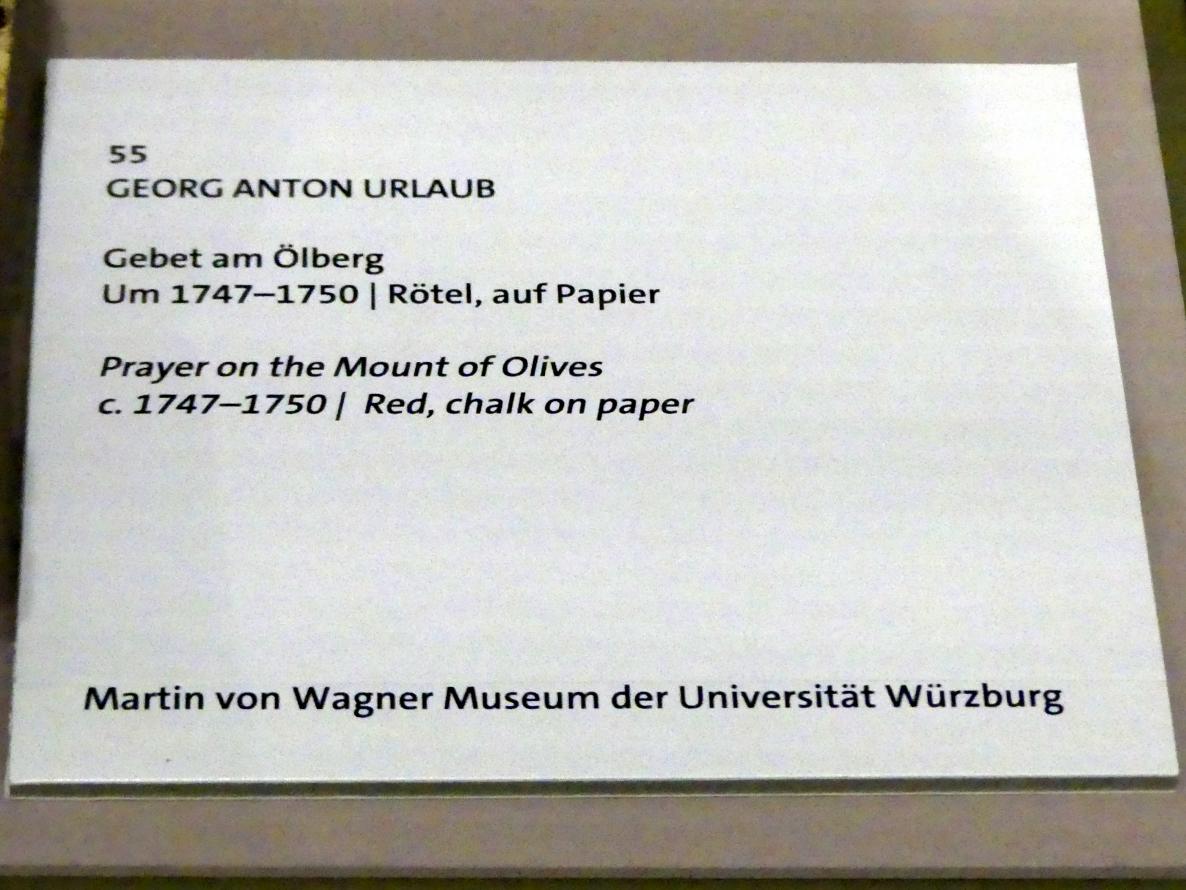 55
GEORG ANTON URLAUB
Gebet am Ölberg
Um 1747–1750 | Rötel, auf Papier
Prayer on the Mount of Olives
c. 1747–1750 | Red, chalk on paper
Martin von Wagner Museum der Universität Würzburg